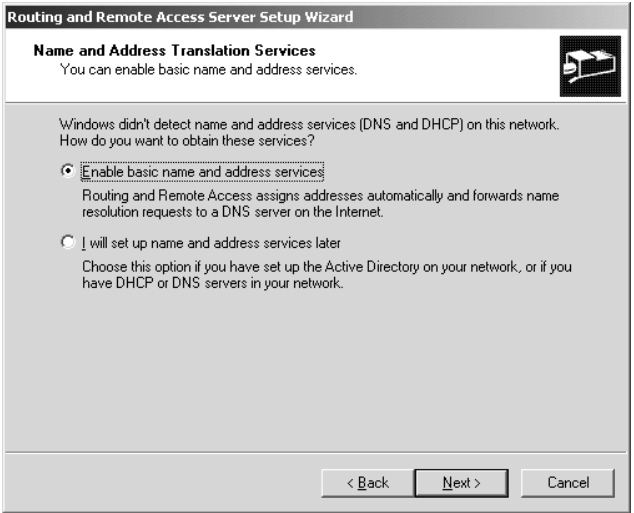 Routing and Remote Access Server Setup Wizard
Name and Address Translation Services
You can enable basic name and address services.
Windows didn't detect name and address services (DNS and DHCP) on this network.
How do you want to obtain these services?
Enable basic name and address services
Routing and Remote Access assigns addresses automatically and forwards name
resolution requests to a DNS server on the Internet.
I will set up name and address services later
Choose this option if you have set up the Active Directory on your network, or if you
have DHCP or DNS servers in your network.
< Back Next > Cancel